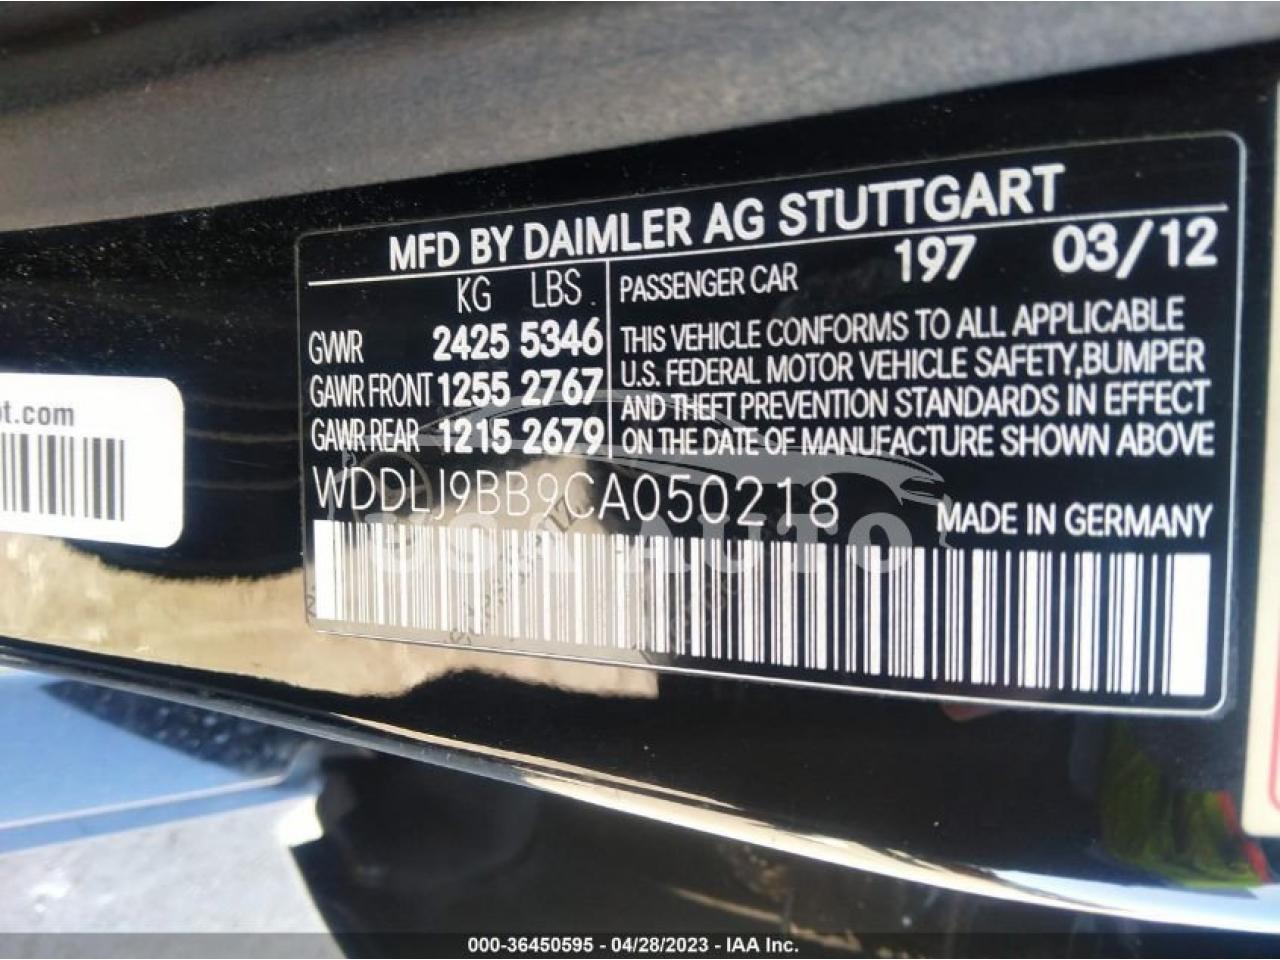 MFD BY DAIMLER AG STUTTGART
KG LBS.
GVWR 2425 5346
GAWR FRONT 1255 2767
GAWR REAR 1215 2679
PASSENGER CAR 197 03/12
THIS VEHICLE CONFORMS TO ALL APPLICABLE
U.S. FEDERAL MOTOR VEHICLE SAFETY,BUMPER
AND THEFT PREVENTION STANDARDS IN EFFECT
ON THE DATE OF MANUFACTURE SHOWN ABOVE
WDDLJ9BB9CA050218
MADE IN GERMANY
USA AUTO
ot.com
000-36450595 - 04/28/2023 - IAA Inc.